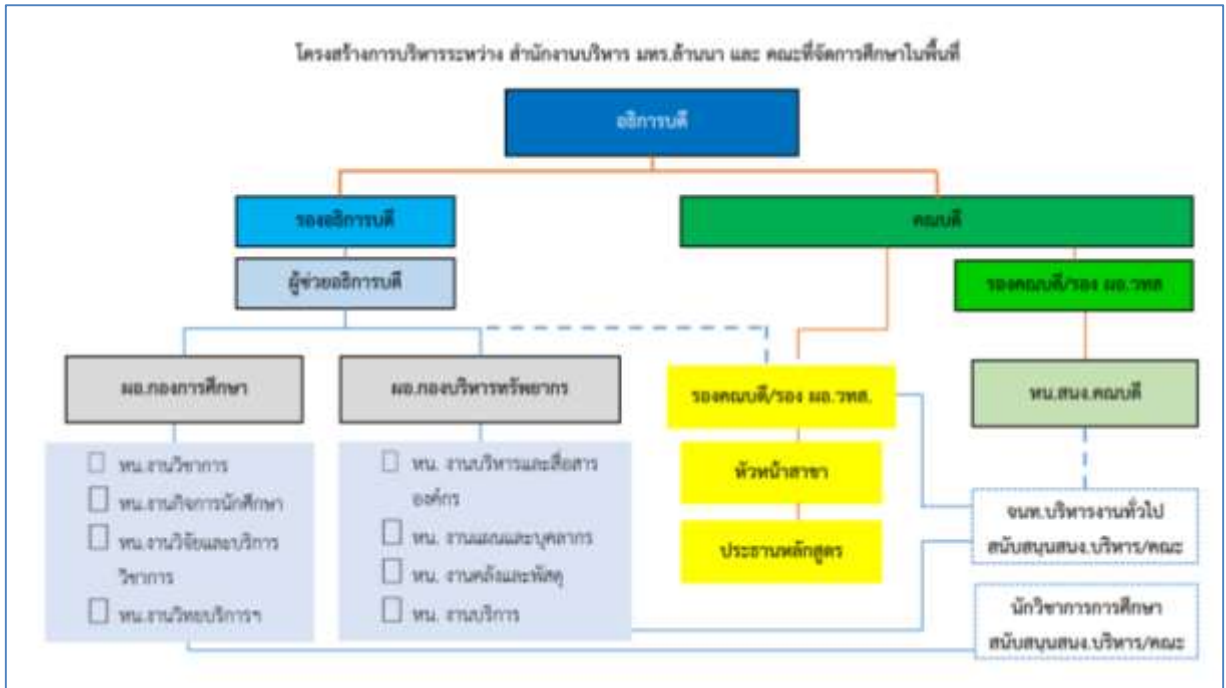 โครงสร้างการบริหารระหว่าง สำนักงานบริหาร มทร.ล้านนา และ คณะที่จัดการศึกษาในพื้นที่
อธิการบดี
รองอธิการบดี
คณบดี
ผู้ช่วยอธิการบดี
รองคณบดี/รอง ผอ.วทส
ผอ.กองการศึกษา
ผอ.กองบริหารทรัพยากร
รองคณบดี/รอง ผอ.วทส.
หน.สนง.คณบดี
หน.งานวิชาการ
หน.งานกิจการนักศึกษา
หน.งานวิจัยและบริการ
วิชาการ
หน.งานวิทยบริการฯ
หน. งานบริหารและสื่อสาร
องค์กร
หน. งานแผนและบุคลากร
หน. งานคลังและพัสดุ
หน. งานบริการ
หัวหน้าสาขา
ประธานหลักสูตร
จนท.บริหารงานทั่วไป
สนับสนุนสนง.บริหาร/คณะ
นักวิชาการการศึกษา
สนับสนุนสนง.บริหาร/คณะ